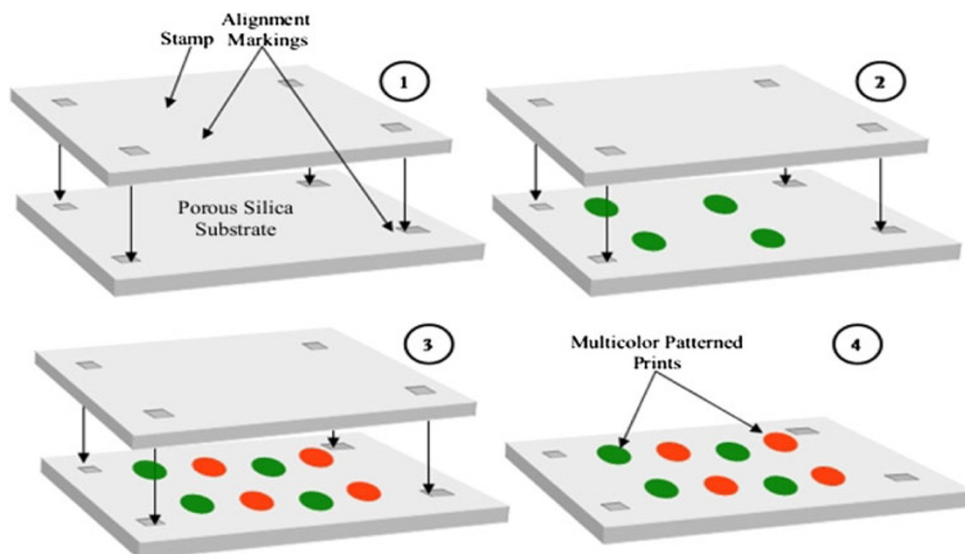 Stamp
Alignment
Markings
1
Porous Silica
Substrate
2
3
Multicolor Patterned
Prints
4